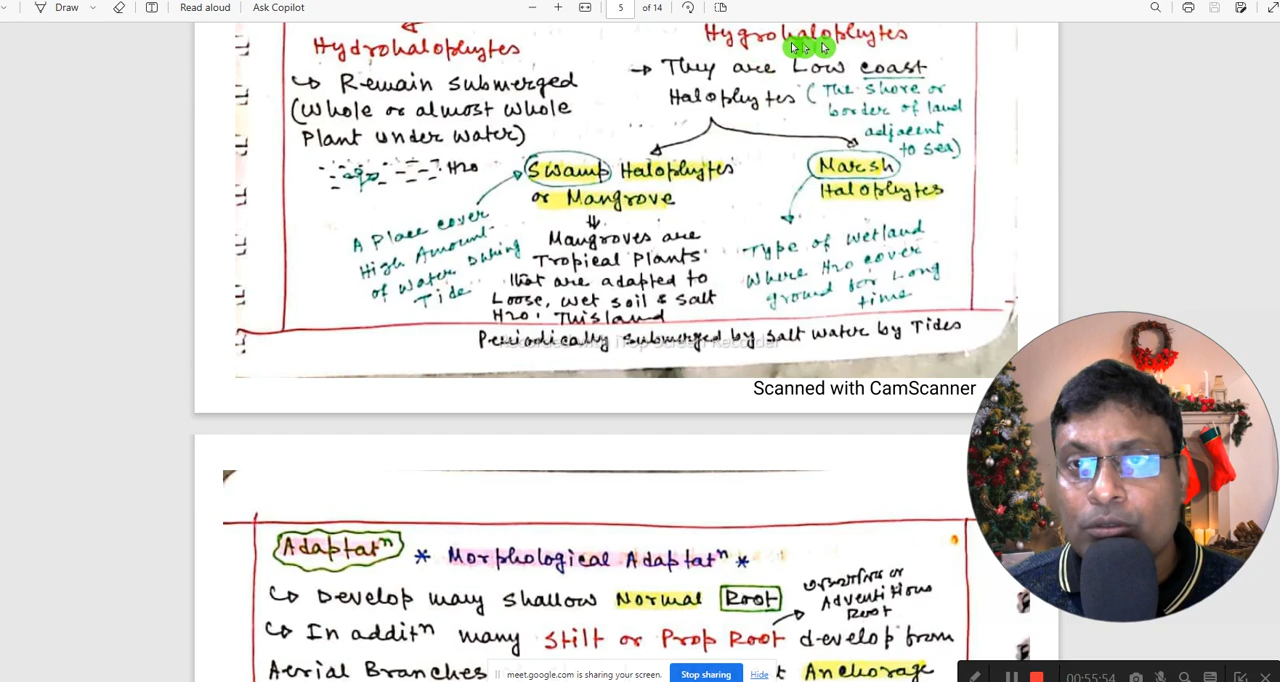 Draw
Read aloud
Ask Copilot
5
of 14
Hydrohalophytes
↳ Remain submerged
(Whole or almost whole
Plant under water)
H2O
Hygrohalophytes
→ They are Low coast
Halophytes (The shore or
border of land
adjacent
to sea)
Swamp Halophytes
or Mangrove
Marsh
Halophytes
A Place cover
High Amount
of Water During
Tide
Mangroves are
Tropical Plants
that are adapted to
Loose, wet soil & salt
H2O. This land
Periodically submerged by salt water by Tides
Type of wetland
Where H2O cover
ground for Long
time
Scanned with CamScanner
Adaptatⁿ
* Morphological Adaptatⁿ *
↳ Develop many shallow Normal Root
Adventitious
Root
↳ In additⁿ many Stilt or Prop Root develop from
Aerial Branches
Anchorage
meet.google.com is sharing your screen.
Stop sharing
Hide
00:55:54